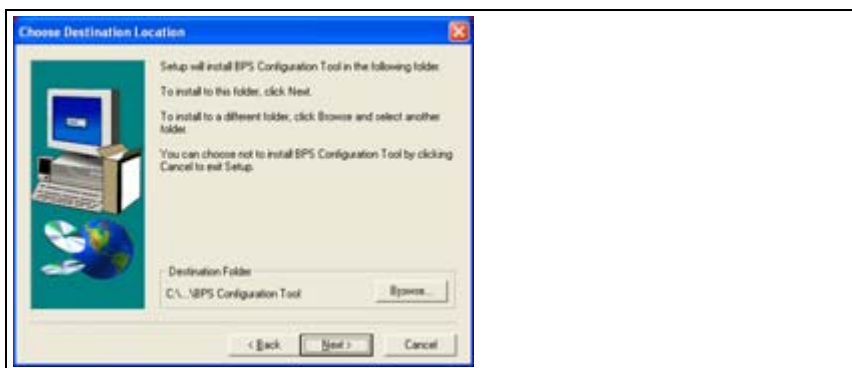 Choose Destination Location
Setup will install BPS Configuration Tool in the following folder.
To install to this folder, click Next.
To install to a different folder, click Browse and select another
folder.
You can choose not to install BPS Configuration Tool by clicking
Cancel to exit Setup.
Destination Folder
C:\...\BPS Configuration Tool
Browse...
< Back
Next >
Cancel